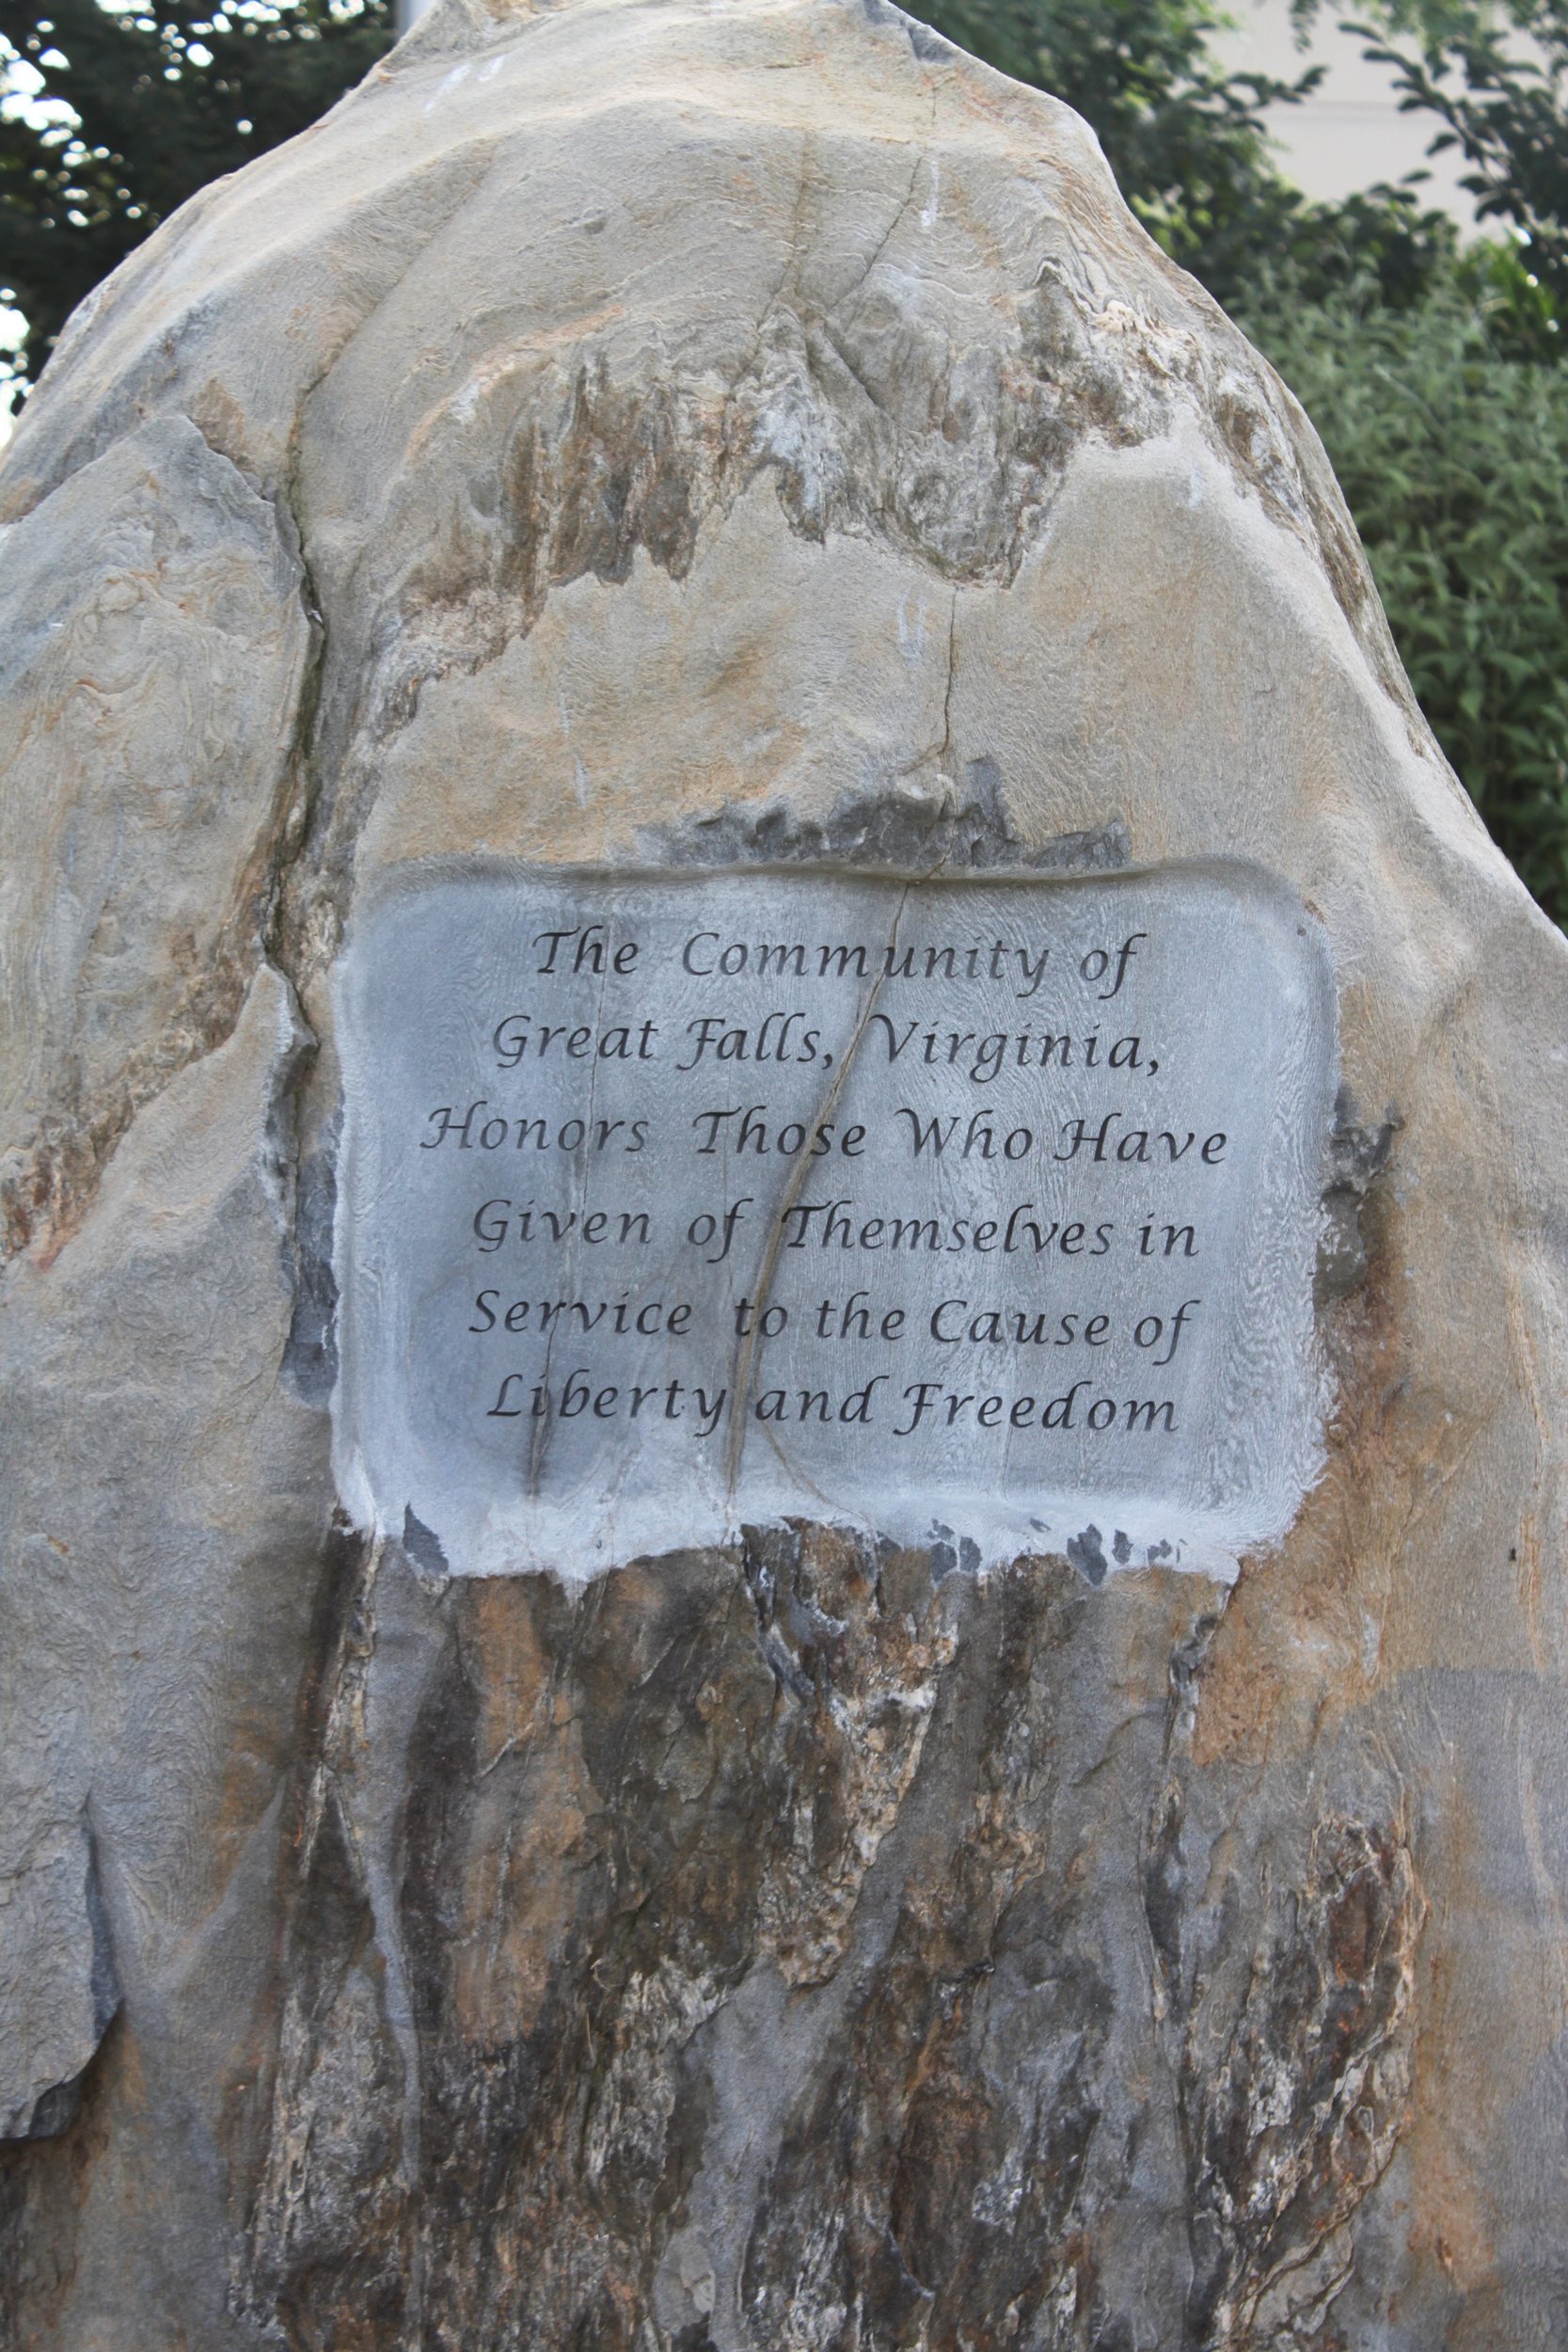 The Community of
Great Falls, Virginia,
Honors Those Who Have
Given of Themselves in
Service to the Cause of
Liberty and Freedom